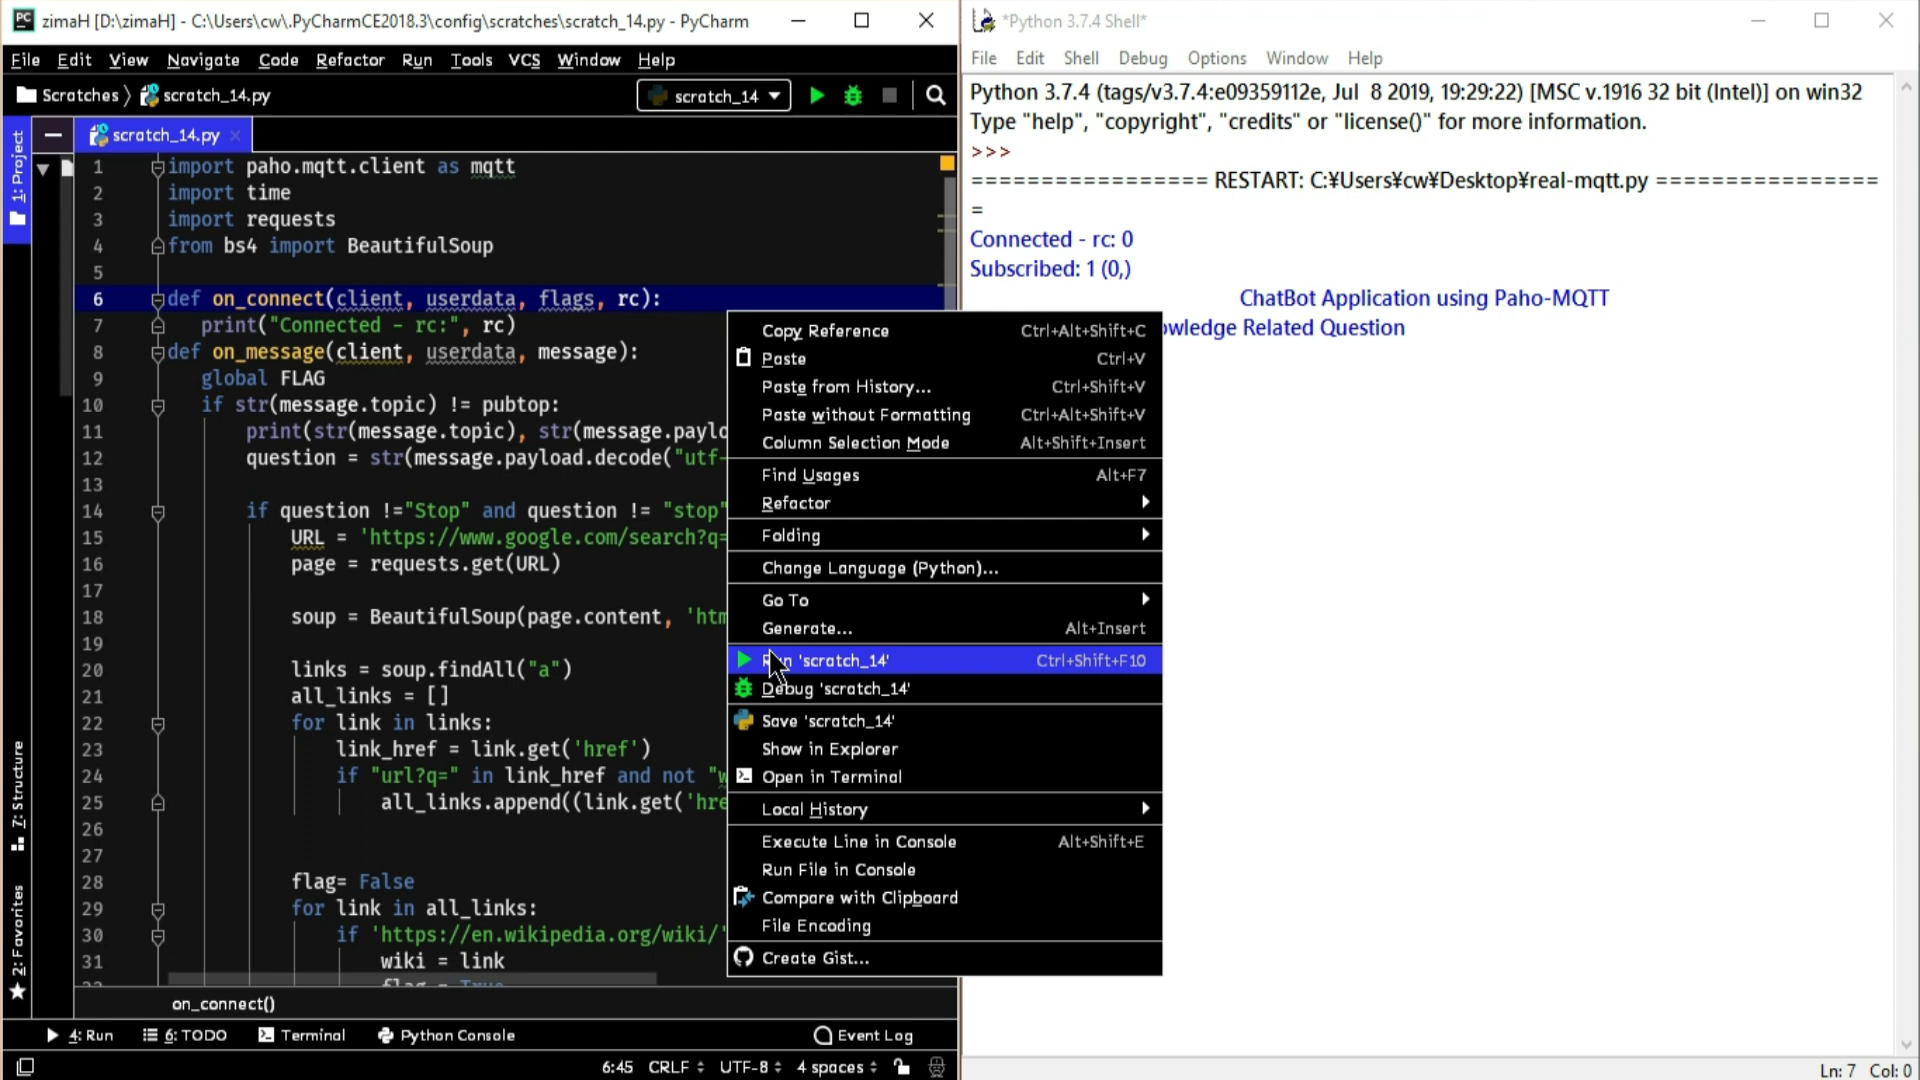 zimaH [D:\zimaH] - C:\Users\cw\.PyCharmCE2018.3\config\scratches\scratch_14.py - PyCharm
File Edit View Navigate Code Refactor Run Tools VCS Window Help
Scratches scratch_14.py
scratch_14
1: Project
7: Structure
2: Favorites
scratch_14.py
1 import paho.mqtt.client as mqtt
2 import time
3 import requests
4 from bs4 import BeautifulSoup
5
6 def on_connect(client, userdata, flags, rc):
7 print("Connected - rc:", rc)
8 def on_message(client, userdata, message):
9 global FLAG
10 if str(message.topic) != pubtop:
11 print(str(message.topic), str(message.paylo
12 question = str(message.payload.decode("utf-
13
14 if question !="Stop" and question != "stop"
15 URL = 'https://www.google.com/search?q=
16 page = requests.get(URL)
17
18 soup = BeautifulSoup(page.content, 'htm
19
20 links = soup.findAll("a")
21 all_links = []
22 for link in links:
23 link_href = link.get('href')
24 if "url?q=" in link_href and not "w
25 all_links.append((link.get('hre
26
27
28 flag= False
29 for link in all_links:
30 if 'https://en.wikipedia.org/wiki/'
31 wiki = link
flag = True
on_connect()
4: Run 6: TODO Terminal Python Console Event Log
6:45 CRLF UTF-8 4 spaces
Copy Reference Ctrl+Alt+Shift+C
Paste Ctrl+V
Paste from History... Ctrl+Shift+V
Paste without Formatting Ctrl+Alt+Shift+V
Column Selection Mode Alt+Shift+Insert
Find Usages Alt+F7
Refactor
Folding
Change Language (Python)...
Go To
Generate... Alt+Insert
Run 'scratch_14' Ctrl+Shift+F10
Debug 'scratch_14'
Save 'scratch_14'
Show in Explorer
Open in Terminal
Local History
Execute Line in Console Alt+Shift+E
Run File in Console
Compare with Clipboard
File Encoding
Create Gist...
*Python 3.7.4 Shell*
File Edit Shell Debug Options Window Help
Python 3.7.4 (tags/v3.7.4:e09359112e, Jul 8 2019, 19:29:22) [MSC v.1916 32 bit (Intel)] on win32
Type "help", "copyright", "credits" or "license()" for more information.
>>>
================= RESTART: C:¥Users¥cw¥Desktop¥real-mqtt.py ================
=
Connected - rc: 0
Subscribed: 1 (0,)
ChatBot Application using Paho-MQTT
owledge Related Question
Ln: 7 Col: 0